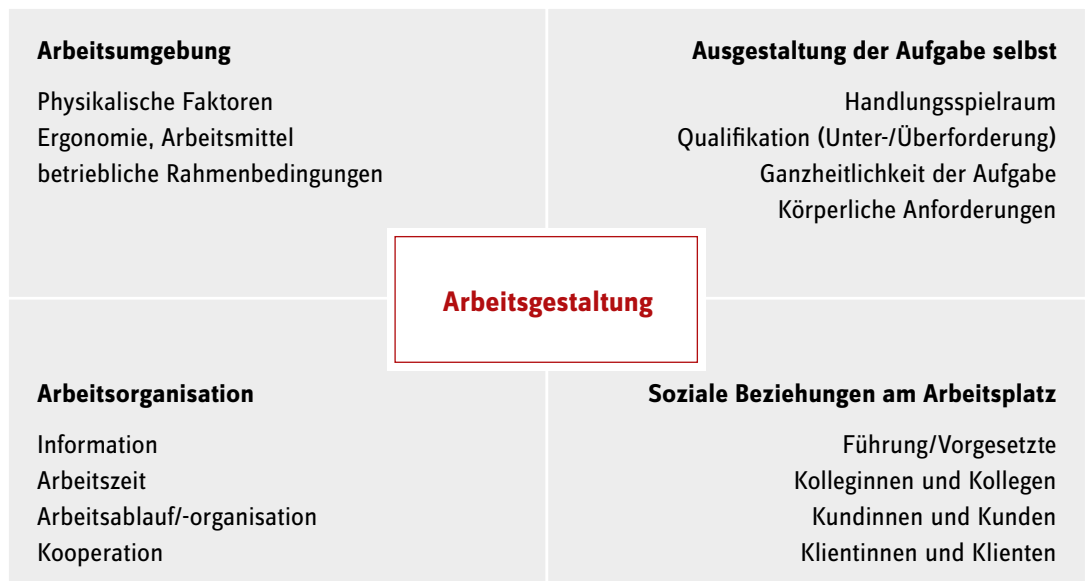 Arbeitsumgebung
Physikalische Faktoren
Ergonomie, Arbeitsmittel
betriebliche Rahmenbedingungen
Ausgestaltung der Aufgabe selbst
Handlungsspielraum
Qualifikation (Unter-/Überforderung)
Ganzheitlichkeit der Aufgabe
Körperliche Anforderungen
Arbeitsgestaltung
Arbeitsorganisation
Information
Arbeitszeit
Arbeitsablauf/-organisation
Kooperation
Soziale Beziehungen am Arbeitsplatz
Führung/Vorgesetzte
Kolleginnen und Kollegen
Kundinnen und Kunden
Klientinnen und Klienten